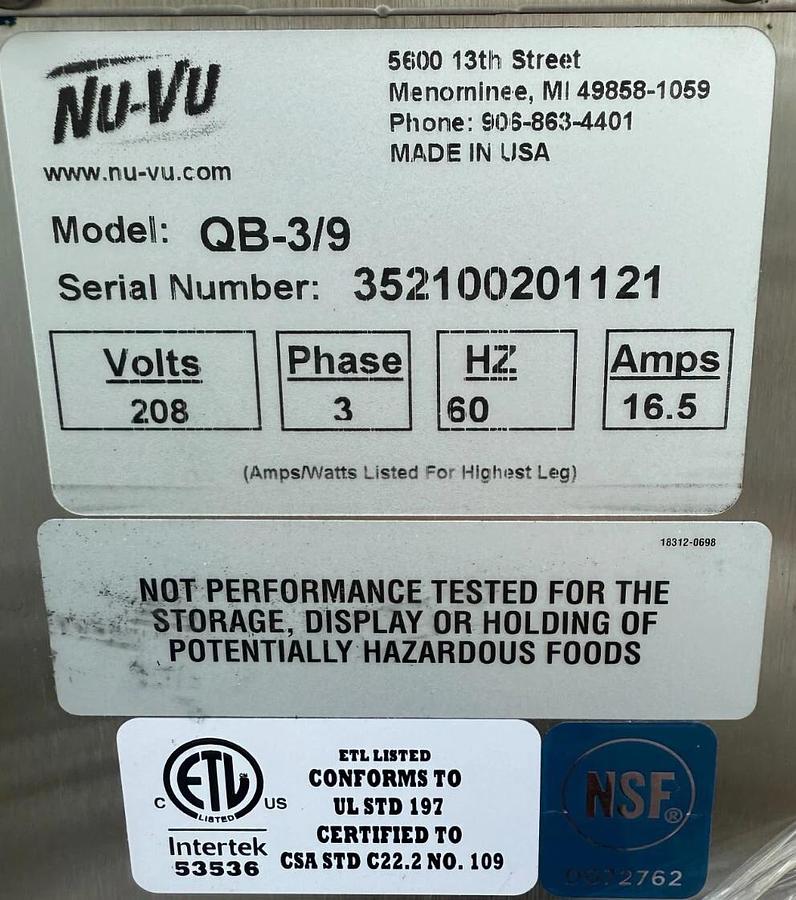 NU-VU
www.nu-vu.com
5600 13th Street
Menominee, MI 49858-1059
Phone: 906-863-4401
MADE IN USA
Model: QB-3/9
Serial Number: 352100201121
Volts
208
Phase
3
HZ
60
Amps
16.5
(Amps/Watts Listed For Highest Leg)
18312-0698
NOT PERFORMANCE TESTED FOR THE
STORAGE, DISPLAY OR HOLDING OF
POTENTIALLY HAZARDOUS FOODS
ETL
CM
LISTED
C US
Intertek
53536
ETL LISTED
CONFORMS TO
UL STD 197
CERTIFIED TO
CSA STD C22.2 NO. 109
NSF®